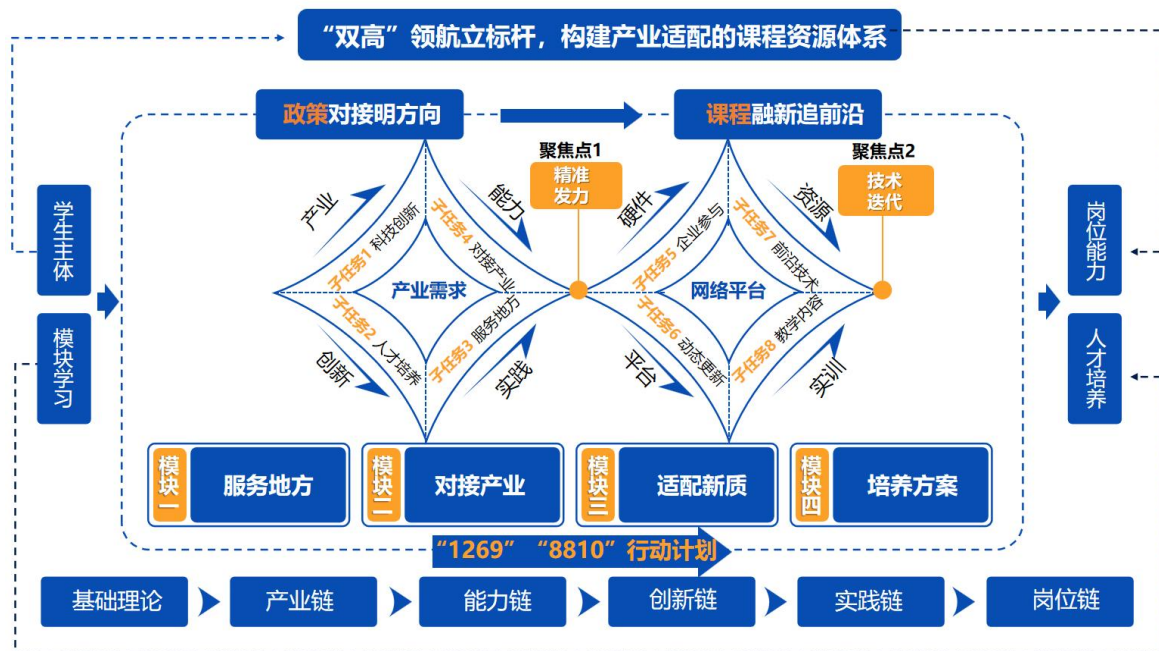 “双高”领航立标杆，构建产业适配的课程资源体系
政策对接明方向
课程融新追前沿
聚焦点1
精准
发力
聚焦点2
技术
迭代
学生主体
模块学习
产业
能力
硬件
资源
子任务1 科技创新
子任务4 对接产业
子任务5 企业参与
子任务7 前沿技术
产业需求
网络平台
子任务2 人才培养
子任务3 服务地方
子任务6 动态更新
子任务8 教学内容
创新
实践
平台
实训
岗位能力
人才培养
模块一
服务地方
模块二
对接产业
模块三
适配新质
模块四
培养方案
“1269”“8810”行动计划
基础理论
产业链
能力链
创新链
实践链
岗位链